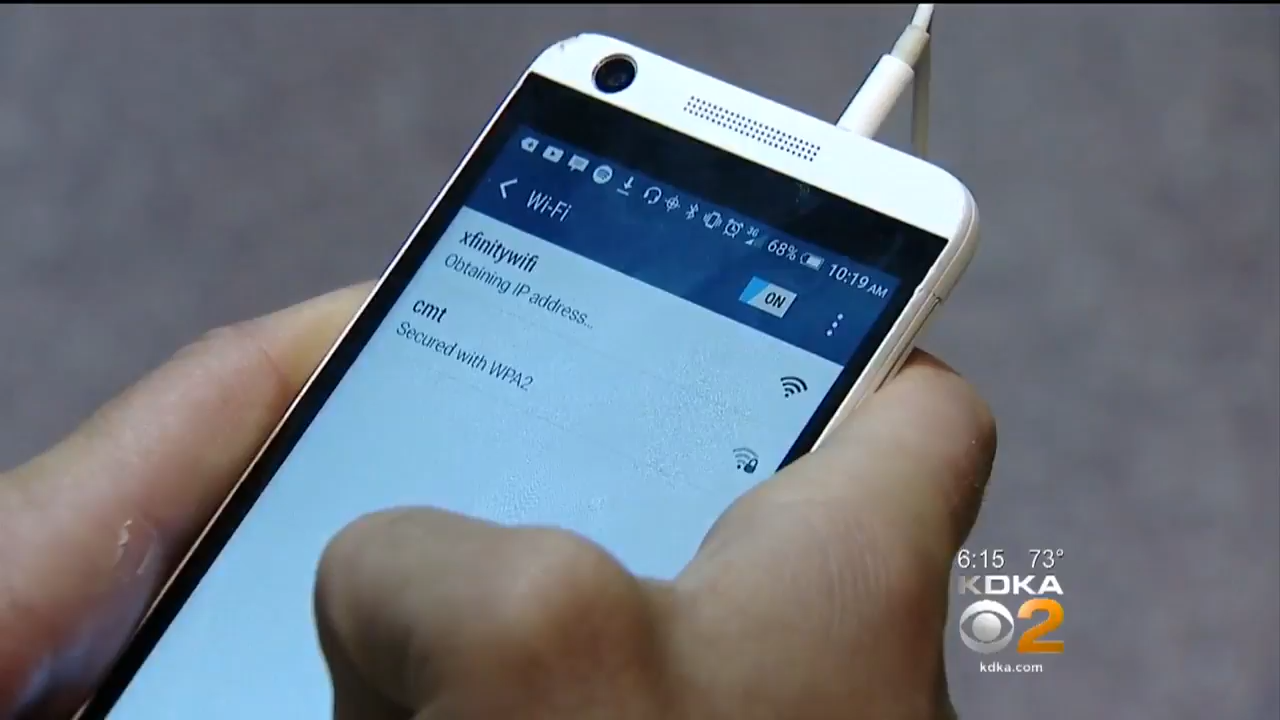 3G 68% 10:19 AM
Wi-Fi
ON
xfinitywifi
Obtaining IP address...
cmt
Secured with WPA2
6:15 73°
KDKA
2
kdka.com